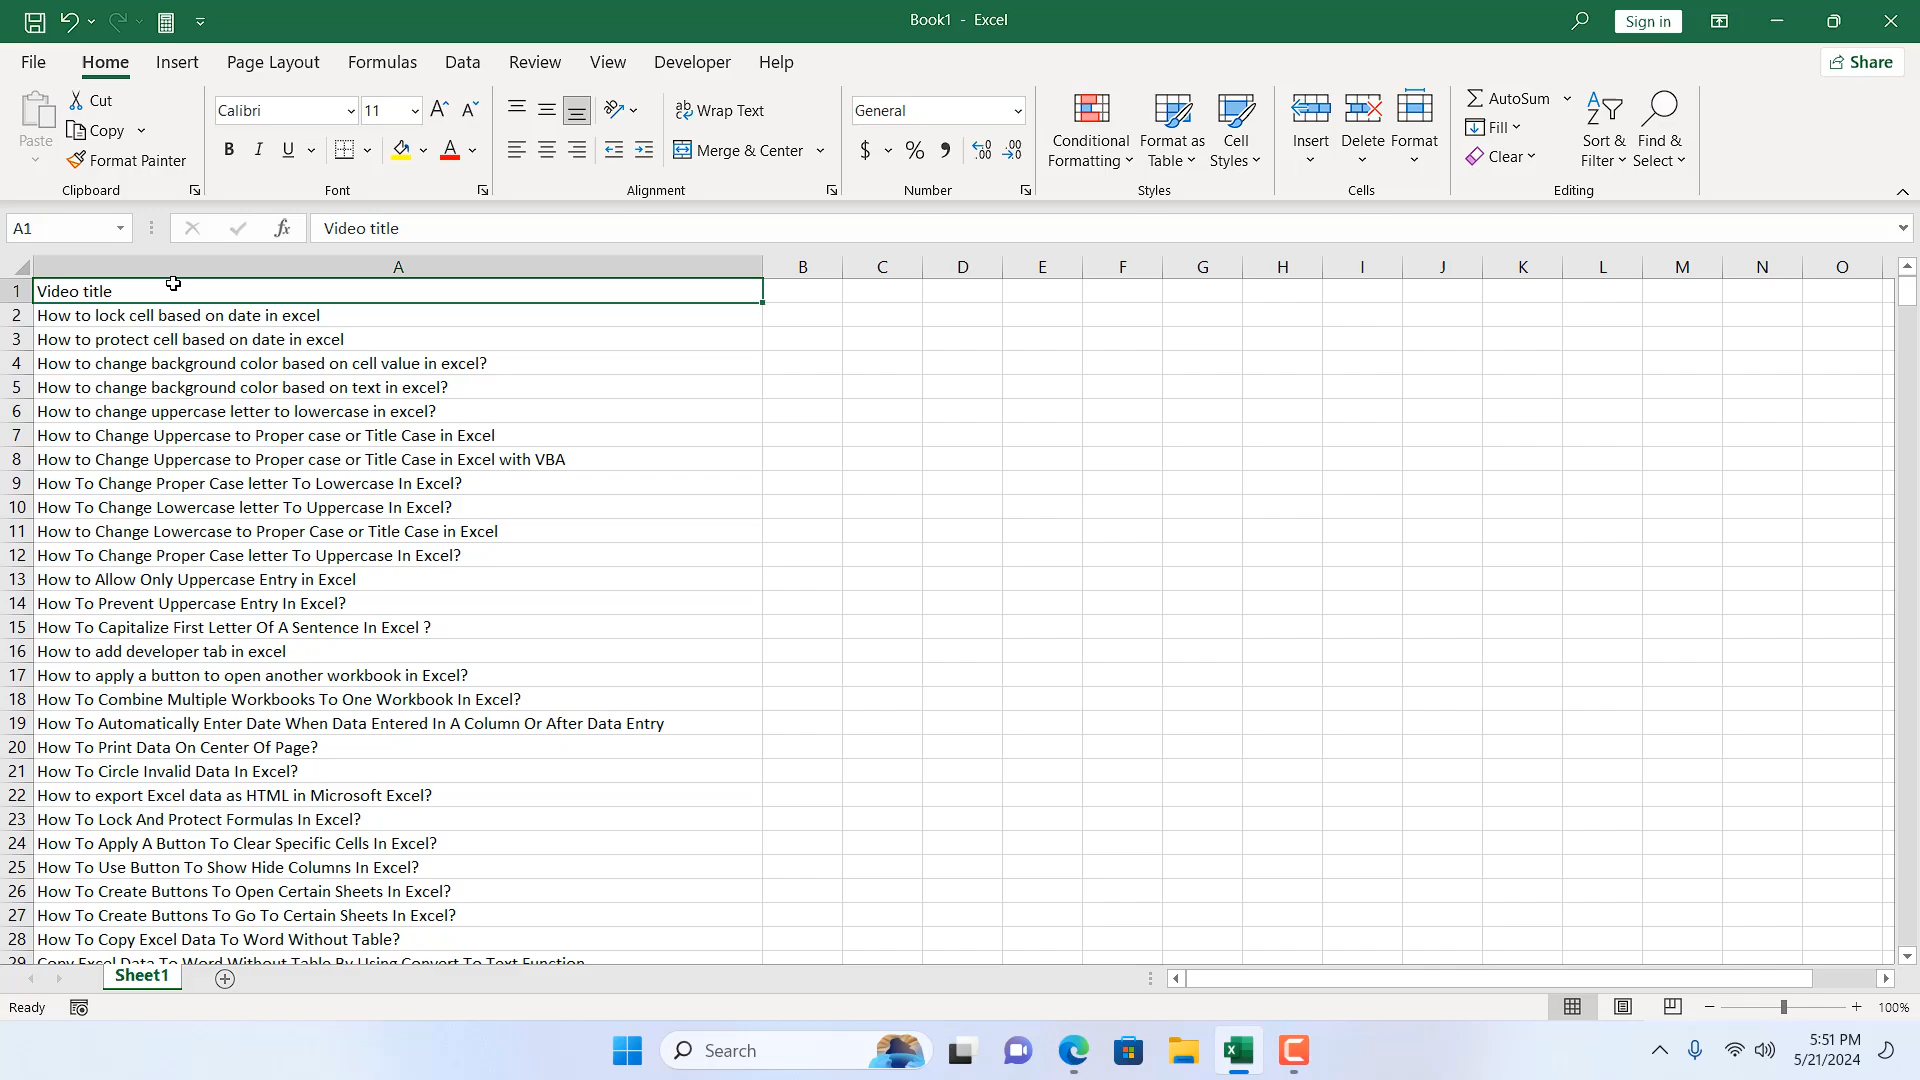 Book1 - Excel
Sign in
File Home Insert Page Layout Formulas Data Review View Developer Help
Share
Paste
Cut
Copy
Format Painter
Clipboard
Calibri 11
B I U
Font
Wrap Text
Merge & Center
Alignment
General
$ % ,
Number
Conditional Formatting
Format as Table
Cell Styles
Styles
Insert Delete Format
Cells
AutoSum
Fill
Clear
Sort & Filter
Find & Select
Editing
A1 fx Video title
A B C D E F G H I J K L M N O
1 Video title
2 How to lock cell based on date in excel
3 How to protect cell based on date in excel
4 How to change background color based on cell value in excel?
5 How to change background color based on text in excel?
6 How to change uppercase letter to lowercase in excel?
7 How to Change Uppercase to Proper case or Title Case in Excel
8 How to Change Uppercase to Proper case or Title Case in Excel with VBA
9 How To Change Proper Case letter To Lowercase In Excel?
10 How To Change Lowercase letter To Uppercase In Excel?
11 How to Change Lowercase to Proper Case or Title Case in Excel
12 How To Change Proper Case letter To Uppercase In Excel?
13 How to Allow Only Uppercase Entry in Excel
14 How To Prevent Uppercase Entry In Excel?
15 How To Capitalize First Letter Of A Sentence In Excel ?
16 How to add developer tab in excel
17 How to apply a button to open another workbook in Excel?
18 How To Combine Multiple Workbooks To One Workbook In Excel?
19 How To Automatically Enter Date When Data Entered In A Column Or After Data Entry
20 How To Print Data On Center Of Page?
21 How To Circle Invalid Data In Excel?
22 How to export Excel data as HTML in Microsoft Excel?
23 How To Lock And Protect Formulas In Excel?
24 How To Apply A Button To Clear Specific Cells In Excel?
25 How To Use Button To Show Hide Columns In Excel?
26 How To Create Buttons To Open Certain Sheets In Excel?
27 How To Create Buttons To Go To Certain Sheets In Excel?
28 How To Copy Excel Data To Word Without Table?
29 Copy Excel Data To Word Without Table By Using Convert To Text Function
Sheet1
Ready
100%
Search
5:51 PM
5/21/2024